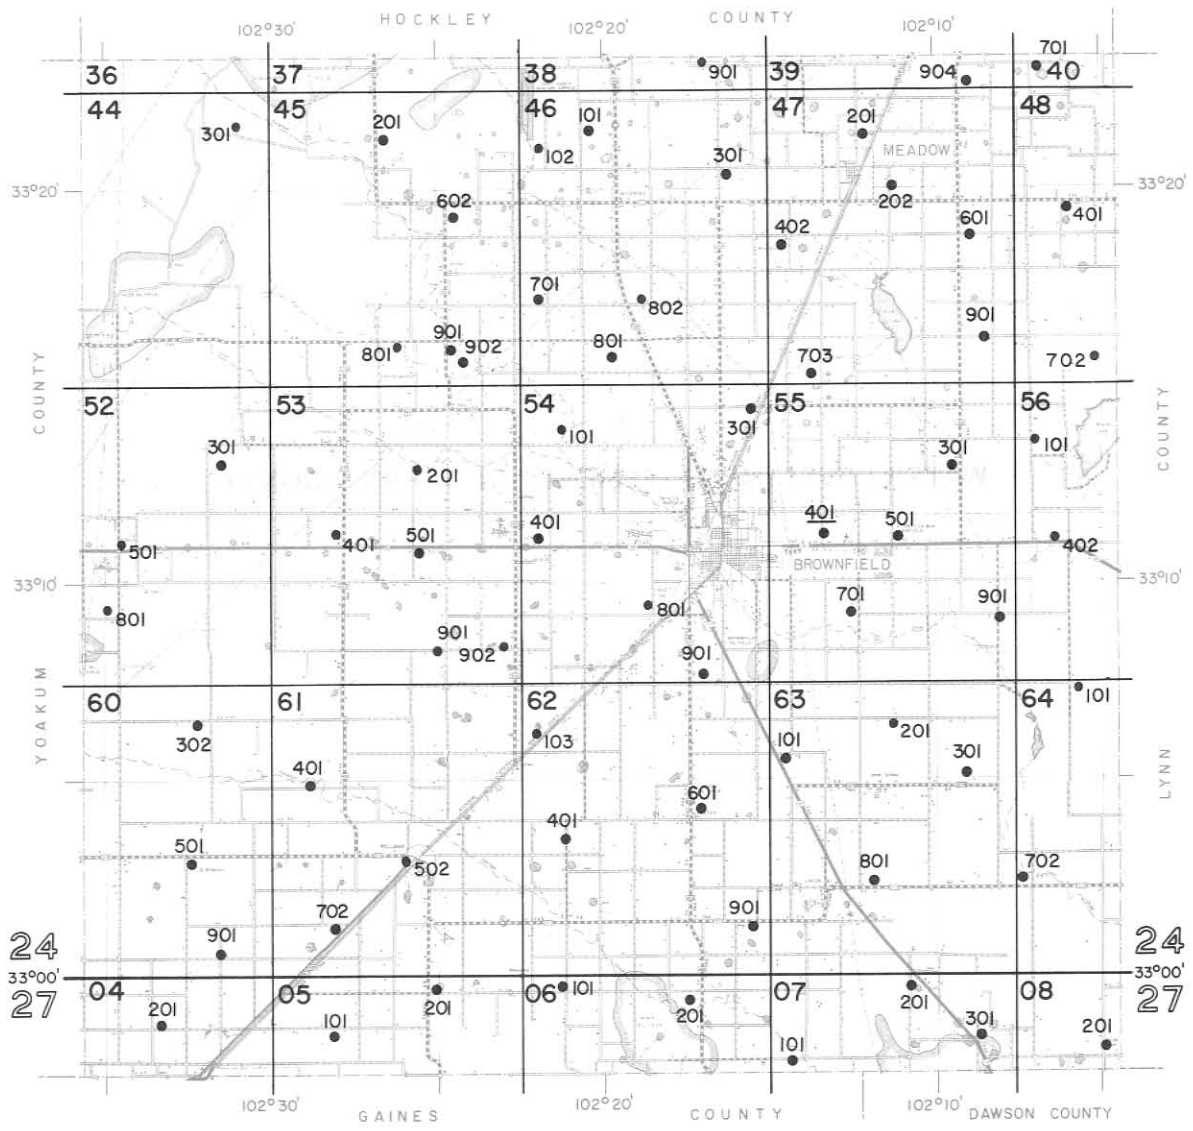 HOCKLEY COUNTY
102°30' 102°20' 102°10'
701
36 37 38 901 39 904 40
44 45 46 47 48
301 201 101 201
102 301 MEADOW
33°20' 202 33°20'
602 402 601 401
701 802
901 902 801 901
801 703 702
COUNTY COUNTY
52 53 54 55 56
301
301 101 301 101
201
401 401 501
501 401 501 402
BROWNFIELD
33°10' 33°10'
801 801 701 901
901 902 901
60 61 62 63 64 101
YOAKUM LYNN
302 103 101 201
401 301
601
401
501 502 801 702
702 901
24 901 24
33°00' 33°00'
27 04 05 06 101 07 08 27
201 201 201
201 101 301 201
101
102°30' 102°20' 102°10'
GAINES COUNTY DAWSON COUNTY